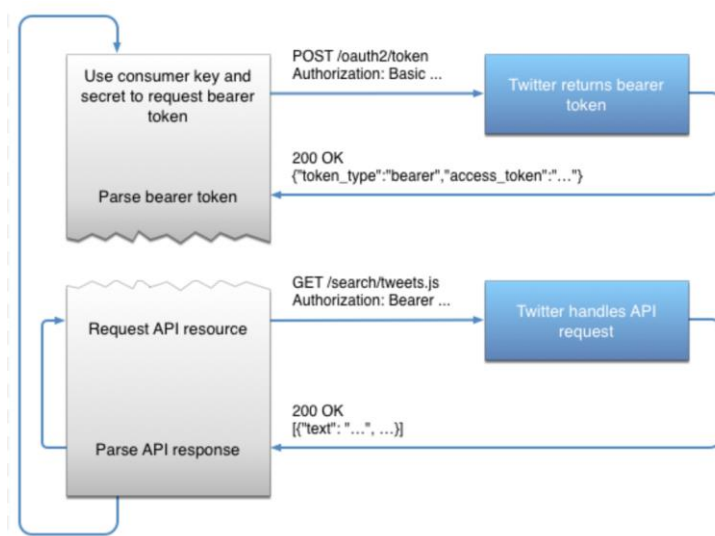 Use consumer key and
secret to request bearer
token
POST /oauth2/token
Authorization: Basic ...
Twitter returns bearer
token
200 OK
{"token_type":"bearer","access_token":"..."}
Parse bearer token
GET /search/tweets.js
Authorization: Bearer ...
Request API resource
Twitter handles API
request
200 OK
[{"text": "...", ...}]
Parse API response